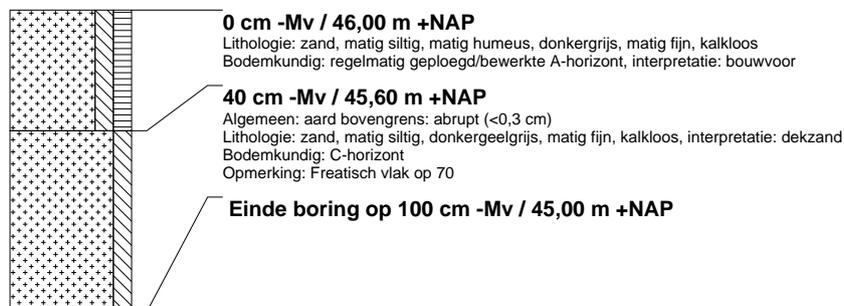 0 cm -Mv / 46,00 m +NAP
Lithologie: zand, matig siltig, matig humeus, donkergrijs, matig fijn, kalkloos
Bodemkundig: regelmatig geploegd/bewerkte A-horizont, interpretatie: bouwvoor
40 cm -Mv / 45,60 m +NAP
Algemeen: aard bovengrens: abrupt (<0,3 cm)
Lithologie: zand, matig siltig, donkergeelgrijs, matig fijn, kalkloos, interpretatie: dekzand
Bodemkundig: C-horizont
Opmerking: Freatisch vlak op 70
Einde boring op 100 cm -Mv / 45,00 m +NAP